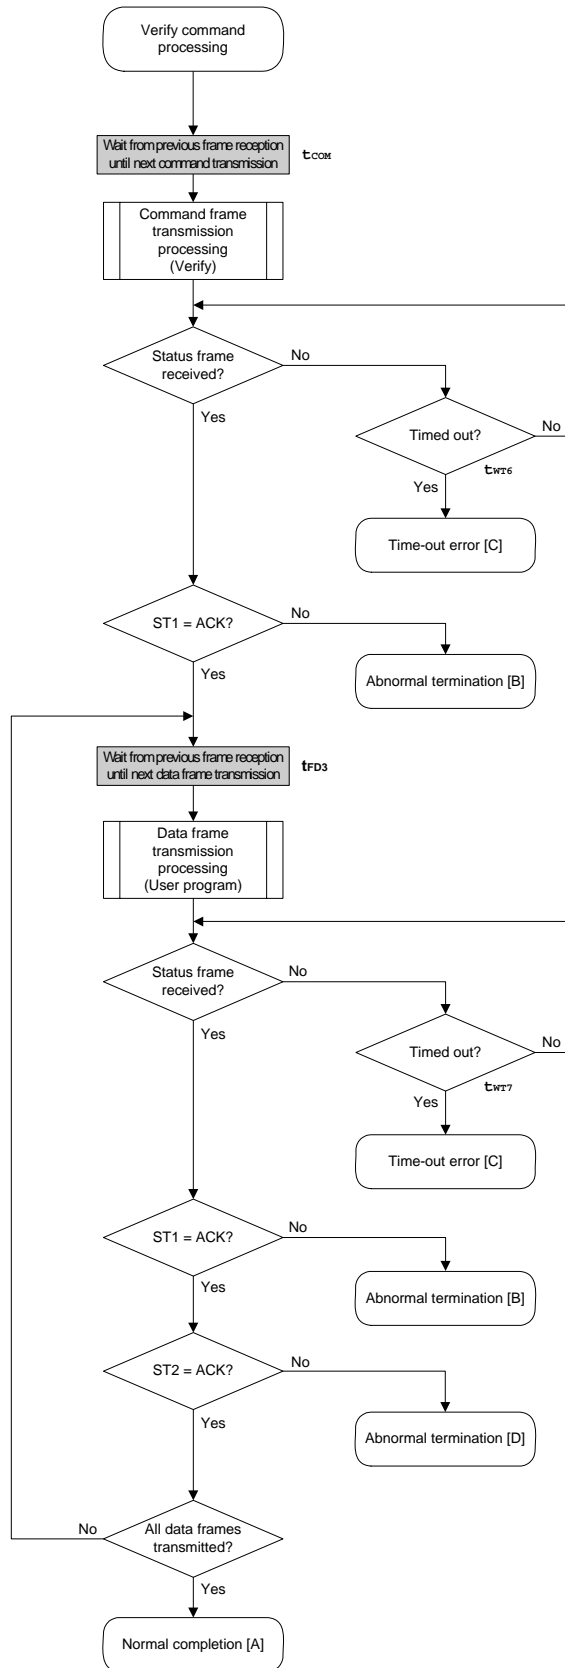 Verify command
processing
Wait from previous frame reception
until next command transmission
tCOM
Command frame
transmission
processing
(Verify)
Status frame
received?
No
Yes
Timed out?
No
tWT6
Yes
Time-out error [C]
ST1 = ACK?
No
Yes
Abnormal termination [B]
Wait from previous frame reception
until next data frame transmission
tFD3
Data frame
transmission
processing
(User program)
Status frame
received?
No
Yes
Timed out?
No
tWT7
Yes
Time-out error [C]
ST1 = ACK?
No
Yes
Abnormal termination [B]
ST2 = ACK?
No
Yes
Abnormal termination [D]
All data frames
transmitted?
No
Yes
Normal completion [A]